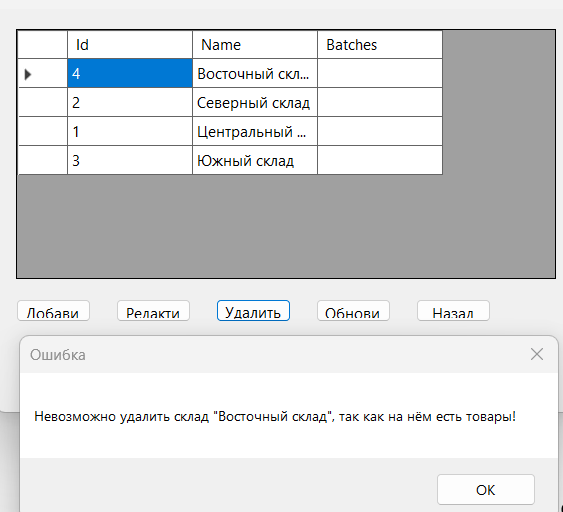 Id Name Batches
4 Восточный скл...
2 Северный склад
1 Центральный ...
3 Южный склад
Добави Редакти Удалить Обнови Назад
Ошибка
Невозможно удалить склад "Восточный склад", так как на нём есть товары!
OK